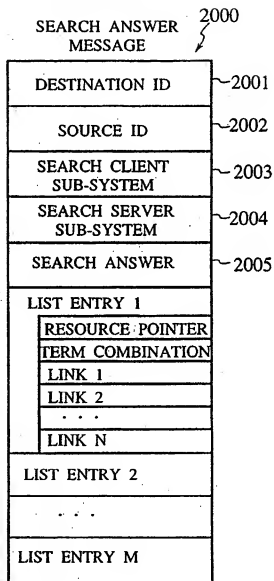 2000
SEARCH ANSWER
MESSAGE
DESTINATION ID 2001
SOURCE ID 2002
SEARCH CLIENT
SUB-SYSTEM 2003
SEARCH SERVER
SUB-SYSTEM 2004
SEARCH ANSWER 2005
LIST ENTRY 1
RESOURCE POINTER
TERM COMBINATION
LINK 1
LINK 2
. . .
LINK N
LIST ENTRY 2
. . .
LIST ENTRY M